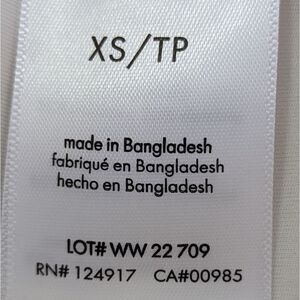 XS/TP
made in Bangladesh
fabriqué en Bangladesh
hecho en Bangladesh
LOT# WW 22 709
RN# 124917 CA#00985